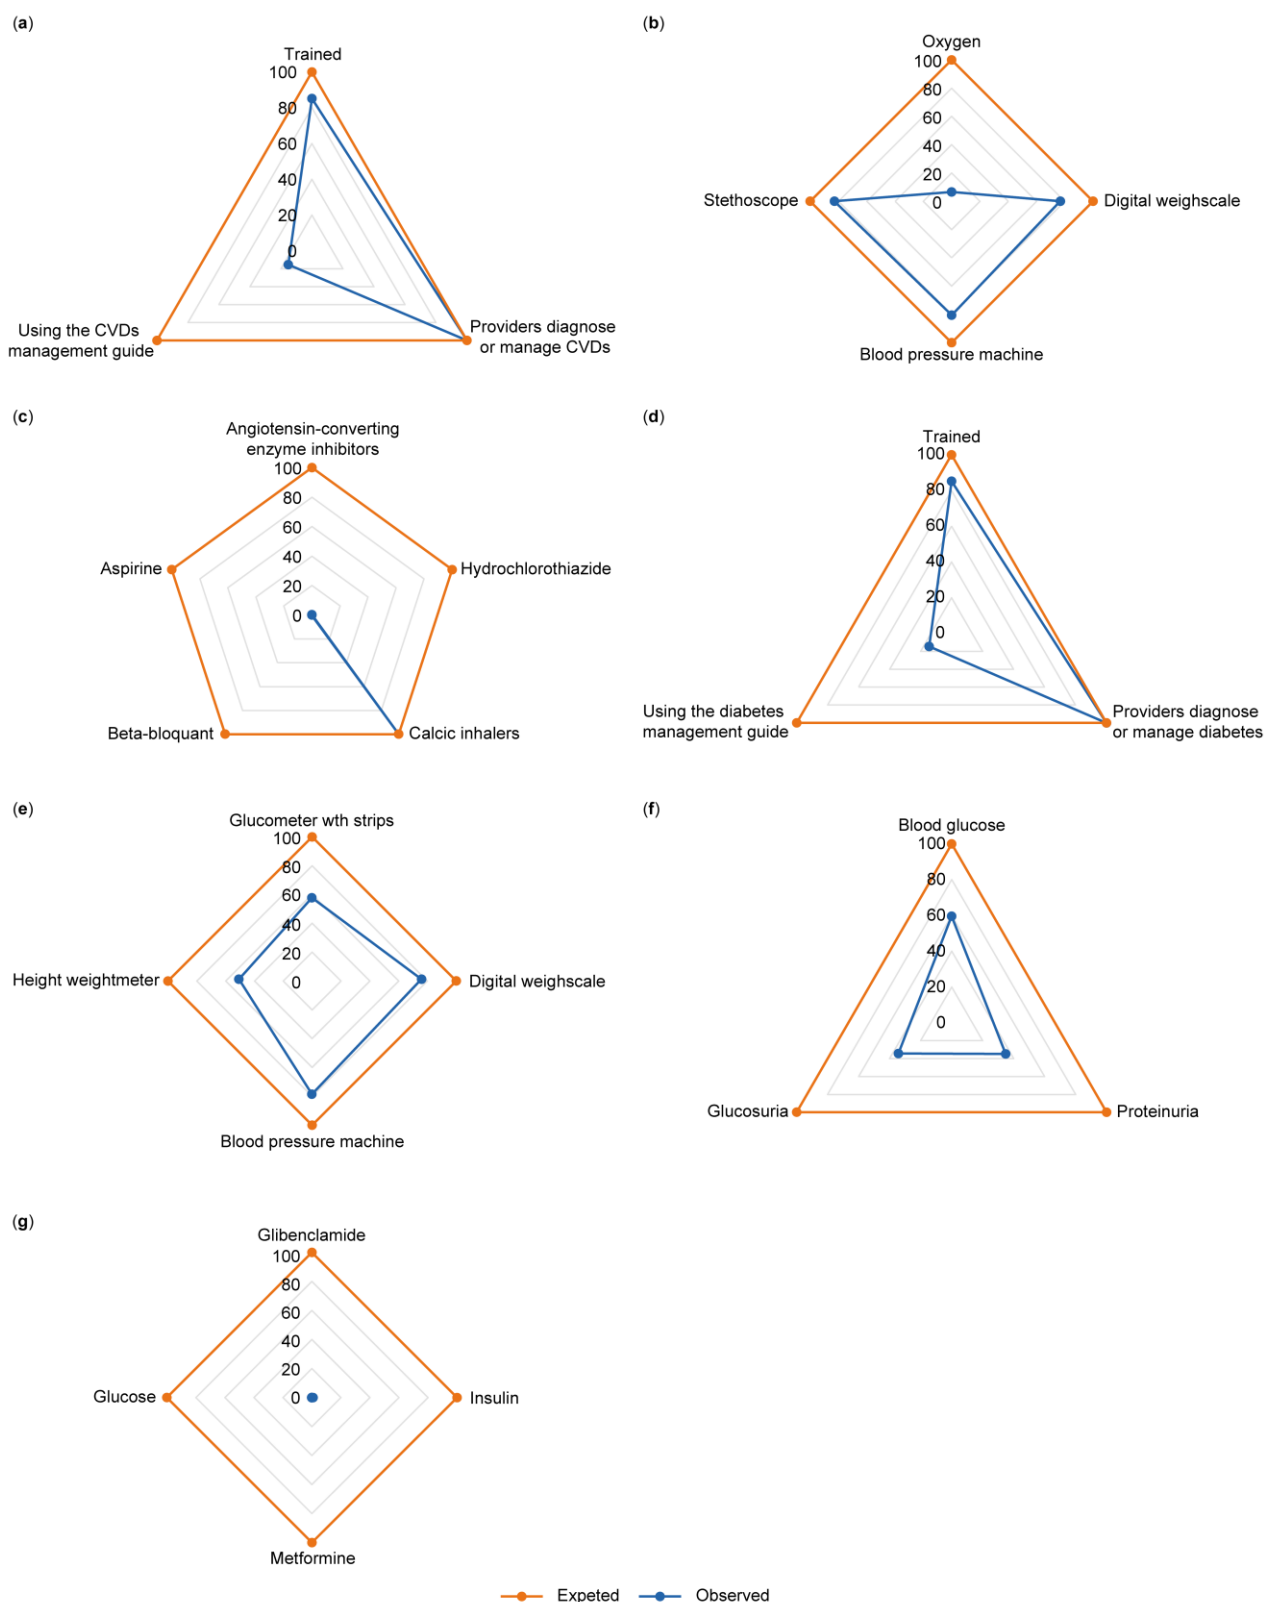 (a)
Trained
100
80
60
40
20
0
Using the CVDs
management guide
Providers diagnose
or manage CVDs
(b)
Oxygen
100
80
60
40
20
0
Stethoscope
Digital weighscale
Blood pressure machine
(c)
Angiotensin-converting
enzyme inhibitors
100
80
60
40
20
0
Aspirine
Hydrochlorothiazide
Beta-bloquant
Calcic inhalers
(d)
Trained
100
80
60
40
20
0
Using the diabetes
management guide
Providers diagnose
or manage diabetes
(e)
Glucometer wth strips
100
80
60
40
20
0
Height weightmeter
Digital weighscale
Blood pressure machine
(f)
Blood glucose
100
80
60
40
20
0
Glucosuria
Proteinuria
(g)
Glibenclamide
100
80
60
40
20
0
Glucose
Insulin
Metformine
Expeted
Observed